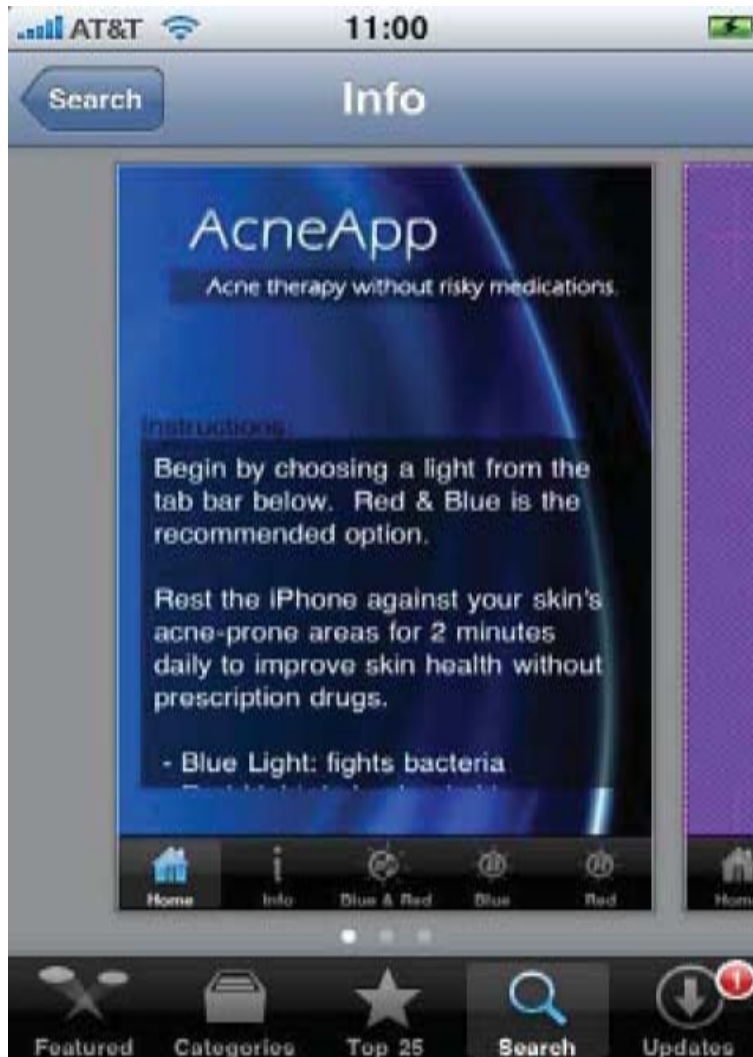 AT&T 11:00
Search Info
AcneApp
Acne therapy without risky medications.
Instructions:
Begin by choosing a light from the
tab bar below. Red & Blue is the
recommended option.
Rest the iPhone against your skin's
acne-prone areas for 2 minutes
daily to improve skin health without
prescription drugs.
- Blue Light: fights bacteria
Home Info Blue & Red Blue Red
1
Featured Categories Top 25 Search Updates